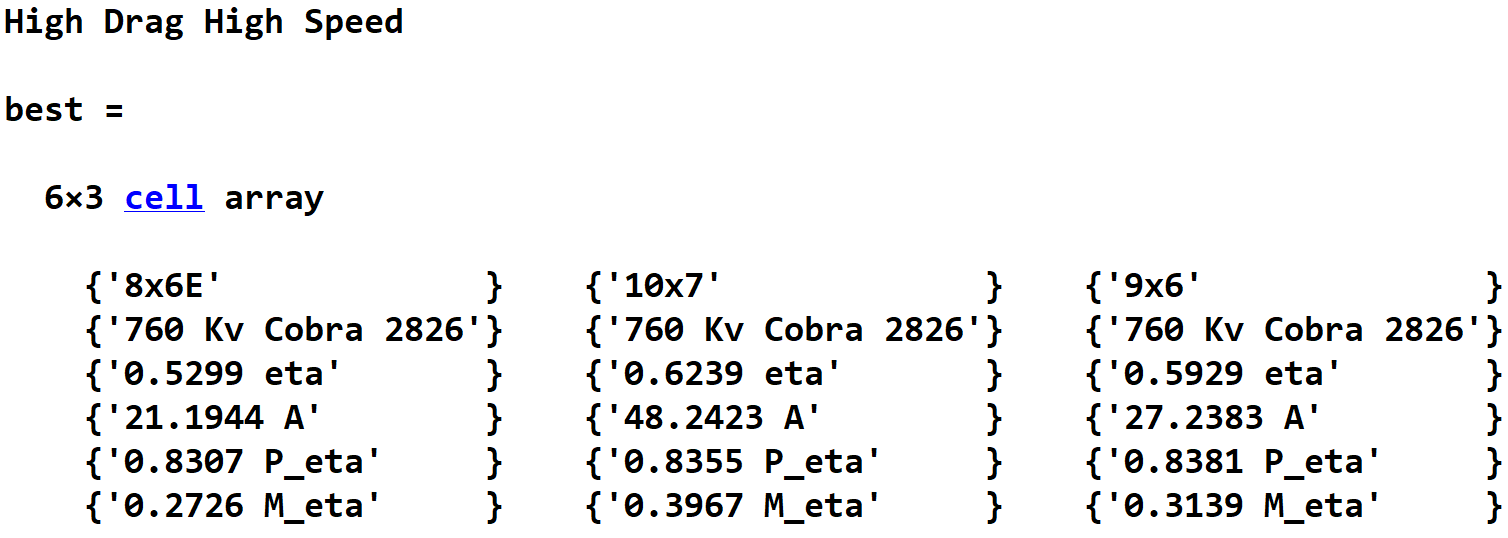 High Drag High Speed
best =
6×3 cell array
{'8x6E' } {'10x7' } {'9x6' }
{'760 Kv Cobra 2826'} {'760 Kv Cobra 2826'} {'760 Kv Cobra 2826'}
{'0.5299 eta' } {'0.6239 eta' } {'0.5929 eta' }
{'21.1944 A' } {'48.2423 A' } {'27.2383 A' }
{'0.8307 P_eta' } {'0.8355 P_eta' } {'0.8381 P_eta' }
{'0.2726 M_eta' } {'0.3967 M_eta' } {'0.3139 M_eta' }